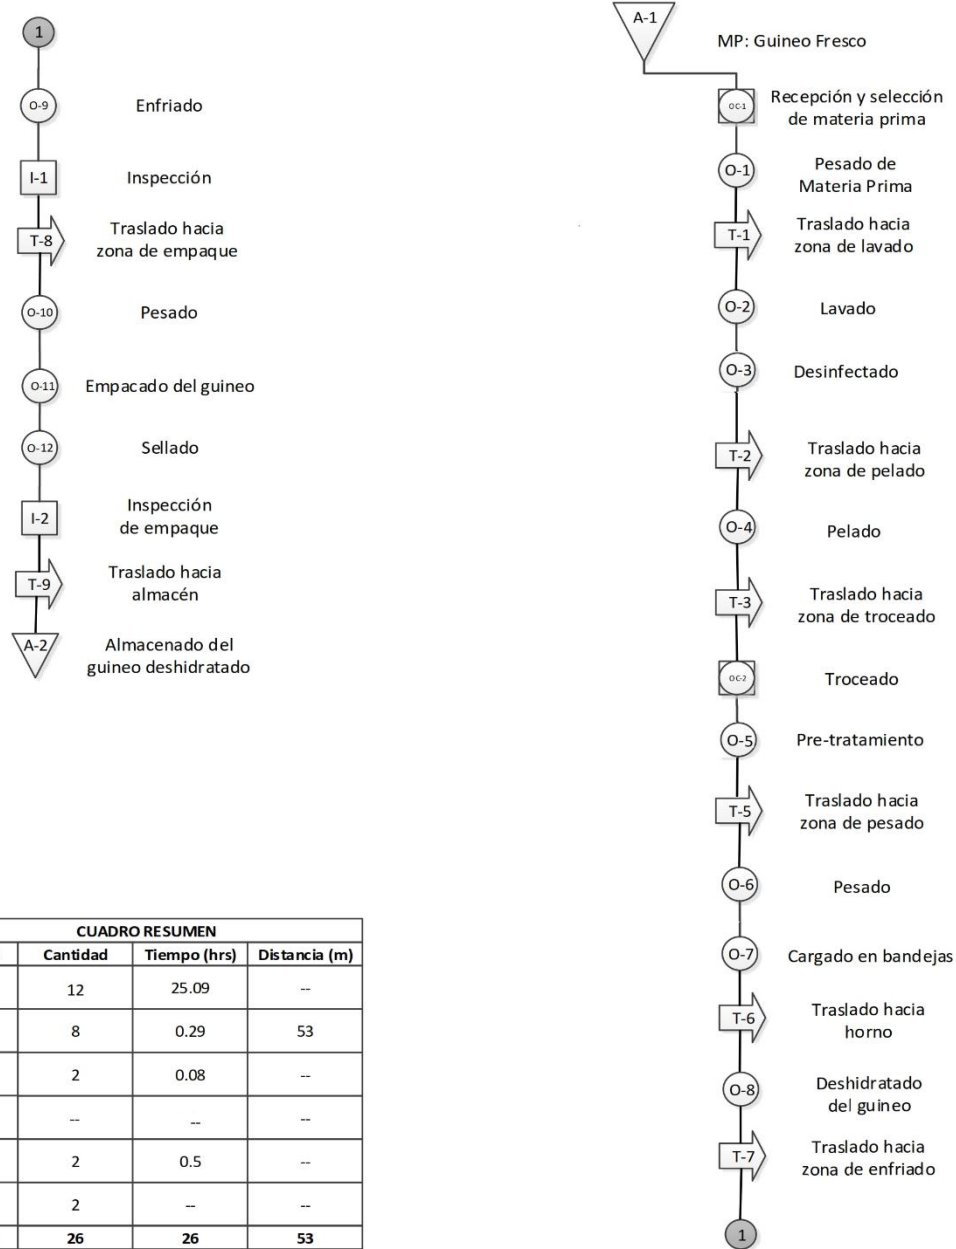 1
O-9
Enfriado
I-1
Inspección
T-8
Traslado hacia
zona de empaque
O-10
Pesado
O-11
Empacado del guineo
O-12
Sellado
I-2
Inspección
de empaque
T-9
Traslado hacia
almacén
A-2
Almacenado del
guineo deshidratado
CUADRO RESUMEN
Cantidad Tiempo (hrs) Distancia (m)
12 25.09 --
8 0.29 53
2 0.08 --
-- -- --
2 0.5 --
2 -- --
26 26 53
A-1
MP: Guineo Fresco
OC-1
Recepción y selección
de materia prima
O-1
Pesado de
Materia Prima
T-1
Traslado hacia
zona de lavado
O-2
Lavado
O-3
Desinfectado
T-2
Traslado hacia
zona de pelado
O-4
Pelado
T-3
Traslado hacia
zona de troceado
OC-2
Troceado
O-5
Pre-tratamiento
T-5
Traslado hacia
zona de pesado
O-6
Pesado
O-7
Cargado en bandejas
T-6
Traslado hacia
horno
O-8
Deshidratado
del guineo
T-7
Traslado hacia
zona de enfriado
1